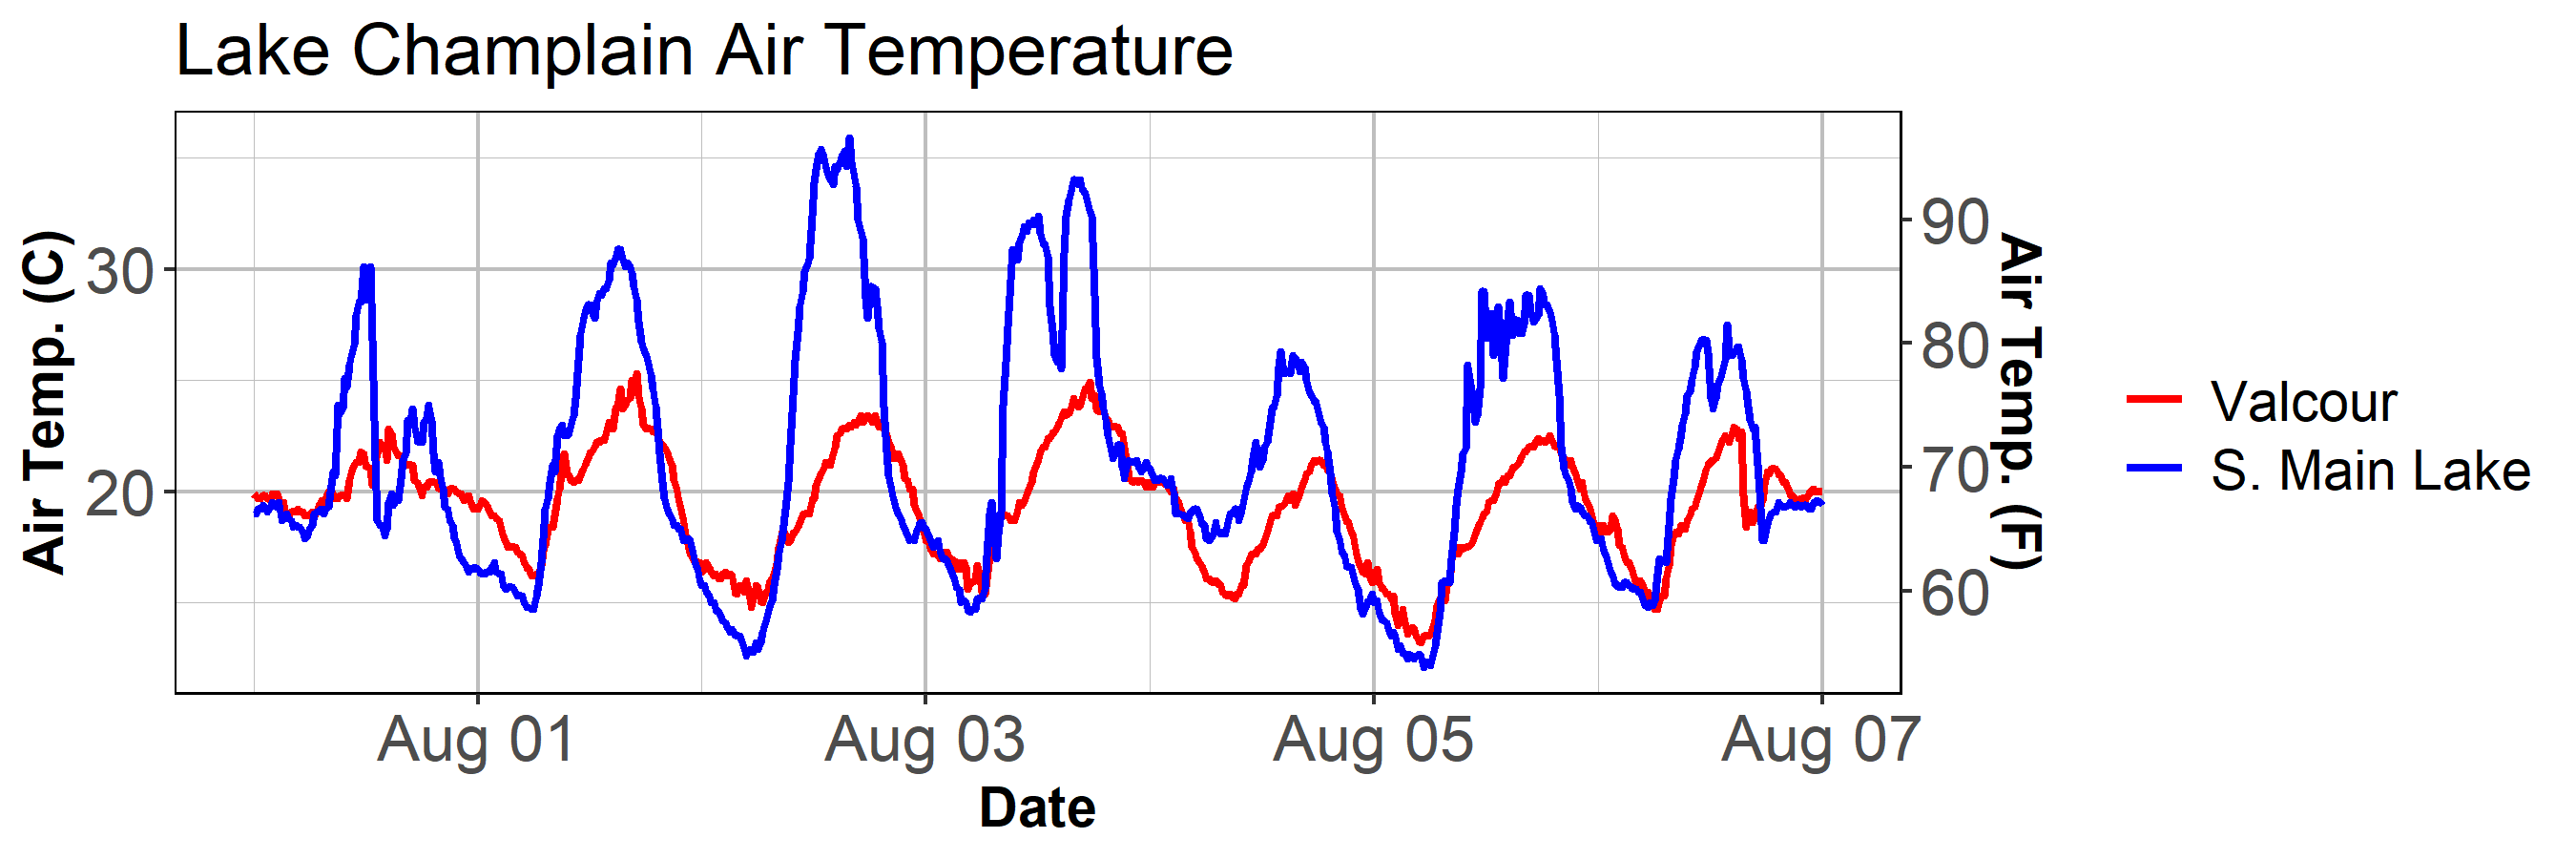 Lake Champlain Air Temperature
Air Temp. (C)
30
20
90
80
70
60
Air Temp. (F)
Aug 01
Aug 03
Aug 05
Aug 07
Date
Valcour
S. Main Lake